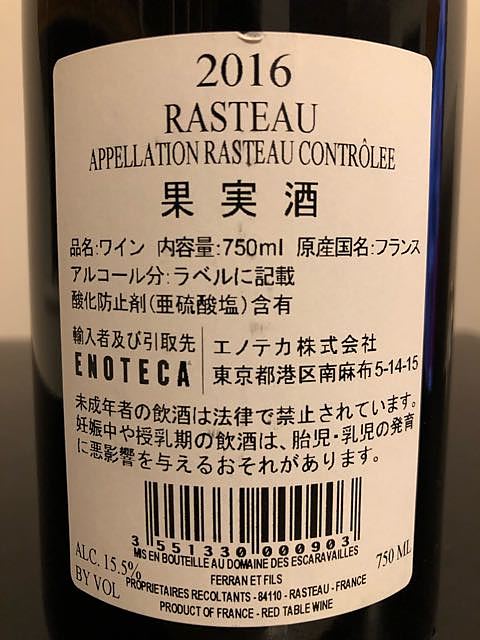 2016
RASTEAU
APPELLATION RASTEAU CONTRÔLEE
果実酒
品名:ワイン 内容量:750ml 原産国名:フランス
アルコール分:ラベルに記載
酸化防止剤(亜硫酸塩)含有
輸入者及び引取先
ENOTECA
エノテカ株式会社
東京都港区南麻布5-14-15
未成年者の飲酒は法律で禁止されています。
妊娠中や授乳期の飲酒は、胎児・乳児の発育
に悪影響を与えるおそれがあります。
3 551330 000903
MIS EN BOUTEILLE AU DOMAINE DES ESCARAVAILLES
ALC. 15.5%
BY VOL
750 ML
FERRAN ET FILS
PROPRIETAIRES RECOLTANTS - 84110 - RASTEAU - FRANCE
PRODUCT OF FRANCE - RED TABLE WINE